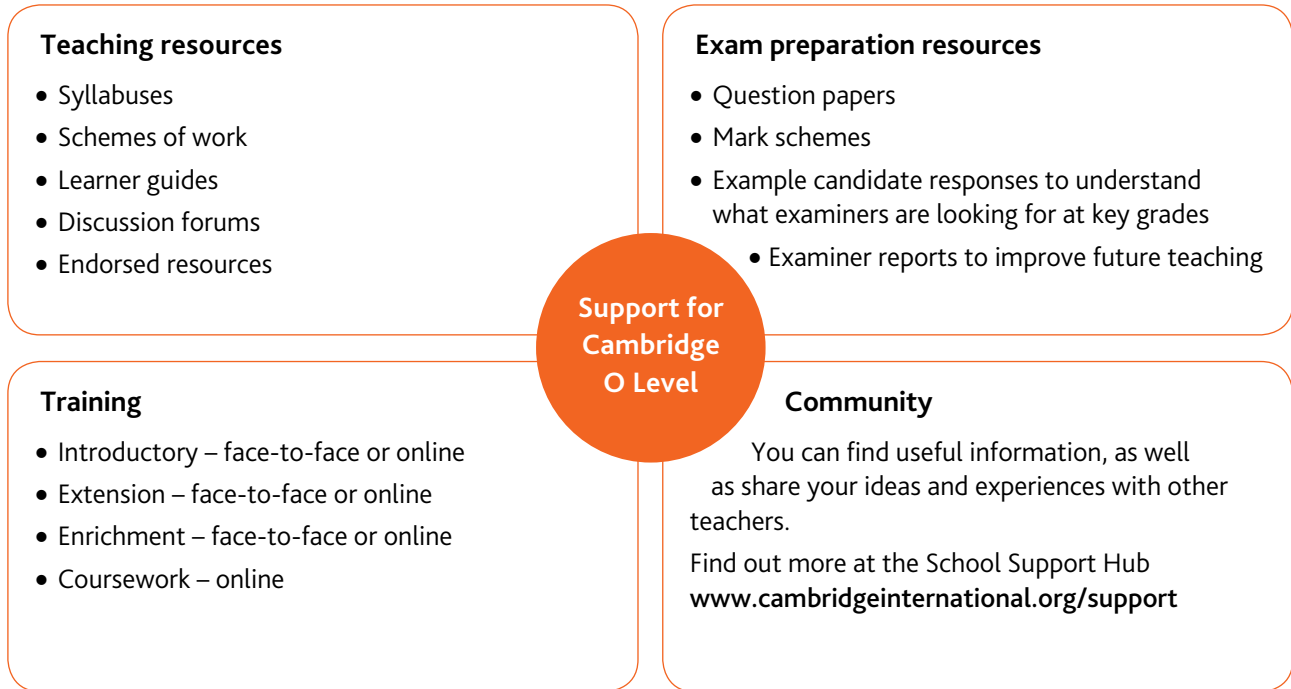 Teaching resources
• Syllabuses
• Schemes of work
• Learner guides
• Discussion forums
• Endorsed resources
Exam preparation resources
• Question papers
• Mark schemes
• Example candidate responses to understand
what examiners are looking for at key grades
• Examiner reports to improve future teaching
Support for
Cambridge
O Level
Training
• Introductory – face-to-face or online
• Extension – face-to-face or online
• Enrichment – face-to-face or online
• Coursework – online
Community
You can find useful information, as well
as share your ideas and experiences with other
teachers.
Find out more at the School Support Hub
www.cambridgeinternational.org/support